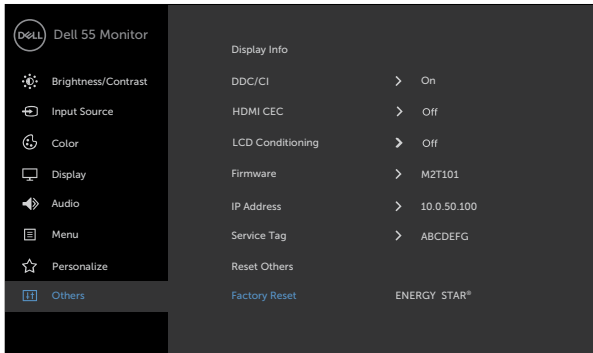 DELL Dell 55 Monitor
Display Info
Brightness/Contrast DDC/CI On
Input Source HDMI CEC Off
Color LCD Conditioning Off
Display Firmware M2T101
Audio IP Address 10.0.50.100
Menu Service Tag ABCDEFG
Personalize Reset Others
Others Factory Reset ENERGY STAR®